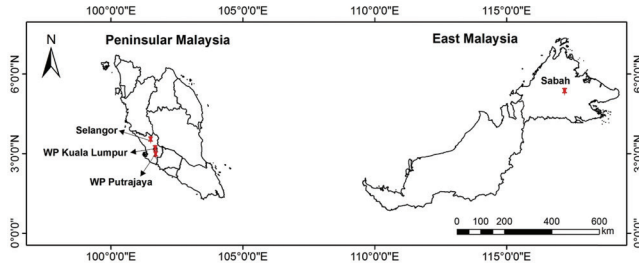 100°0'0"E 105°0'0"E 110°0'0"E 115°0'0"E
N
Peninsular Malaysia
East Malaysia
6°0'0"N
6°0'0"N
Sabah
Selangor
WP Kuala Lumpur
3°0'0"N
3°0'0"N
WP Putrajaya
0 50 100 200 400 600
km
0°0'0"
0°0'0"
100°0'0"E 105°0'0"E 110°0'0"E 115°0'0"E